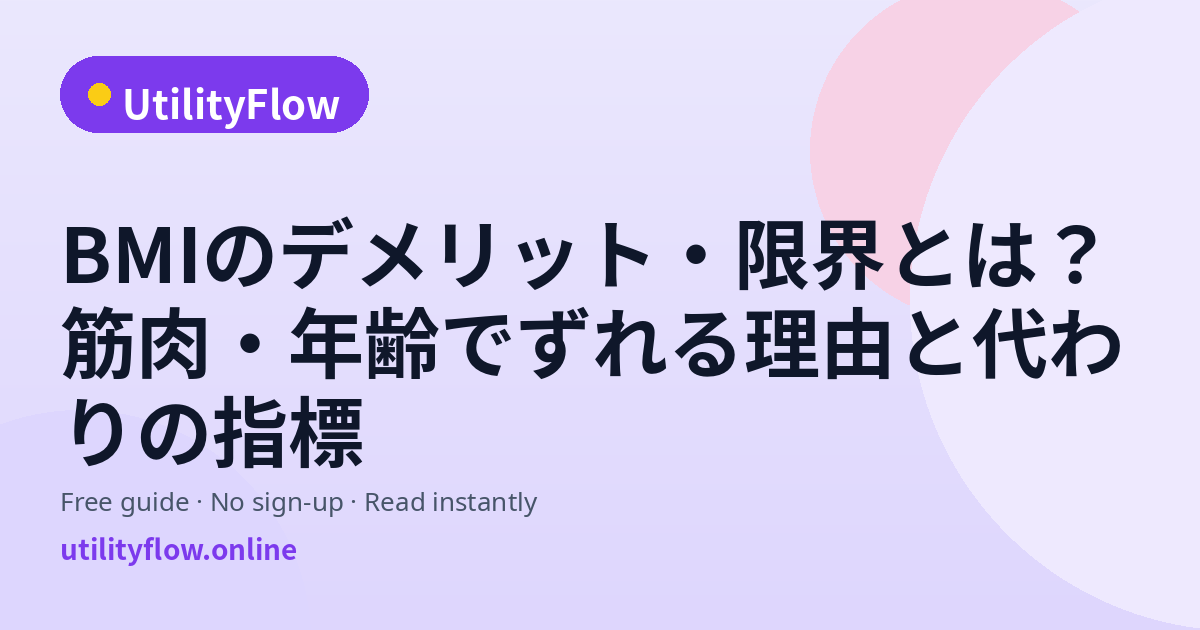 UtilityFlow
BMIのデメリット・限界とは？
筋肉・年齢でずれる理由と代わ
りの指標
Free guide · No sign-up · Read instantly
utilityflow.online